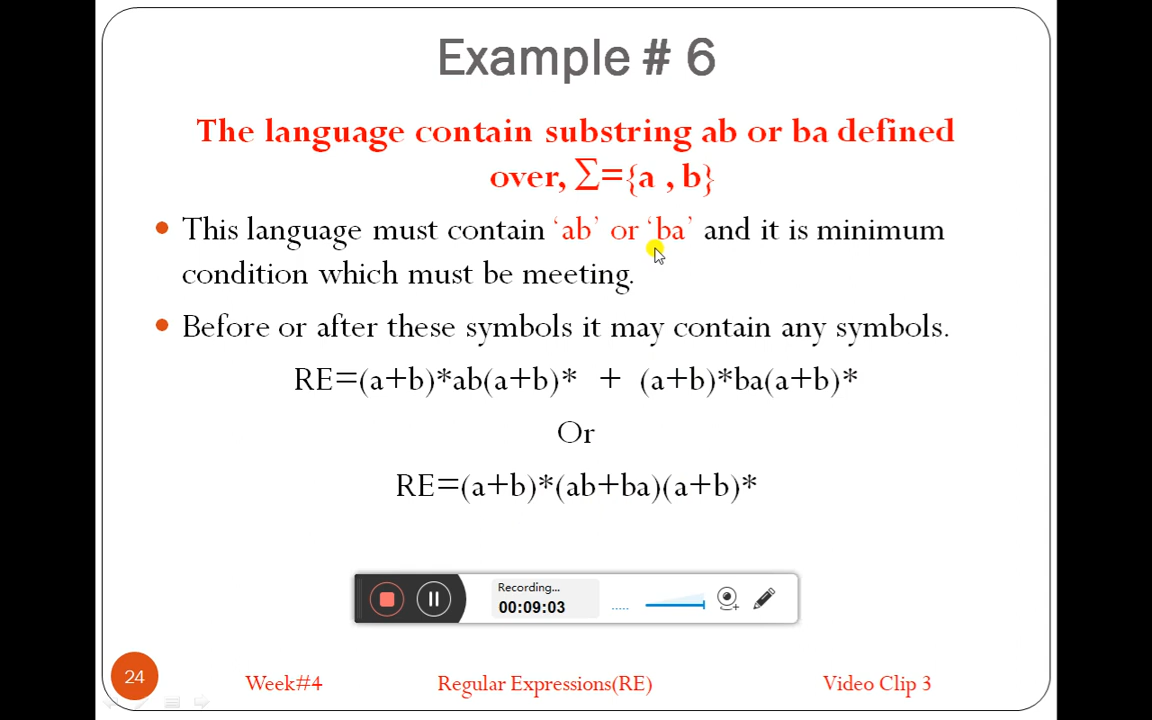 Example # 6
The language contain substring ab or ba defined
over, ∑={a , b}
• This language must contain ‘ab’ or ‘ba’ and it is minimum
condition which must be meeting.
• Before or after these symbols it may contain any symbols.
RE=(a+b)*ab(a+b)* + (a+b)*ba(a+b)*
Or
RE=(a+b)*(ab+ba)(a+b)*
Recording...
00:09:03
24
Week#4 Regular Expressions(RE) Video Clip 3